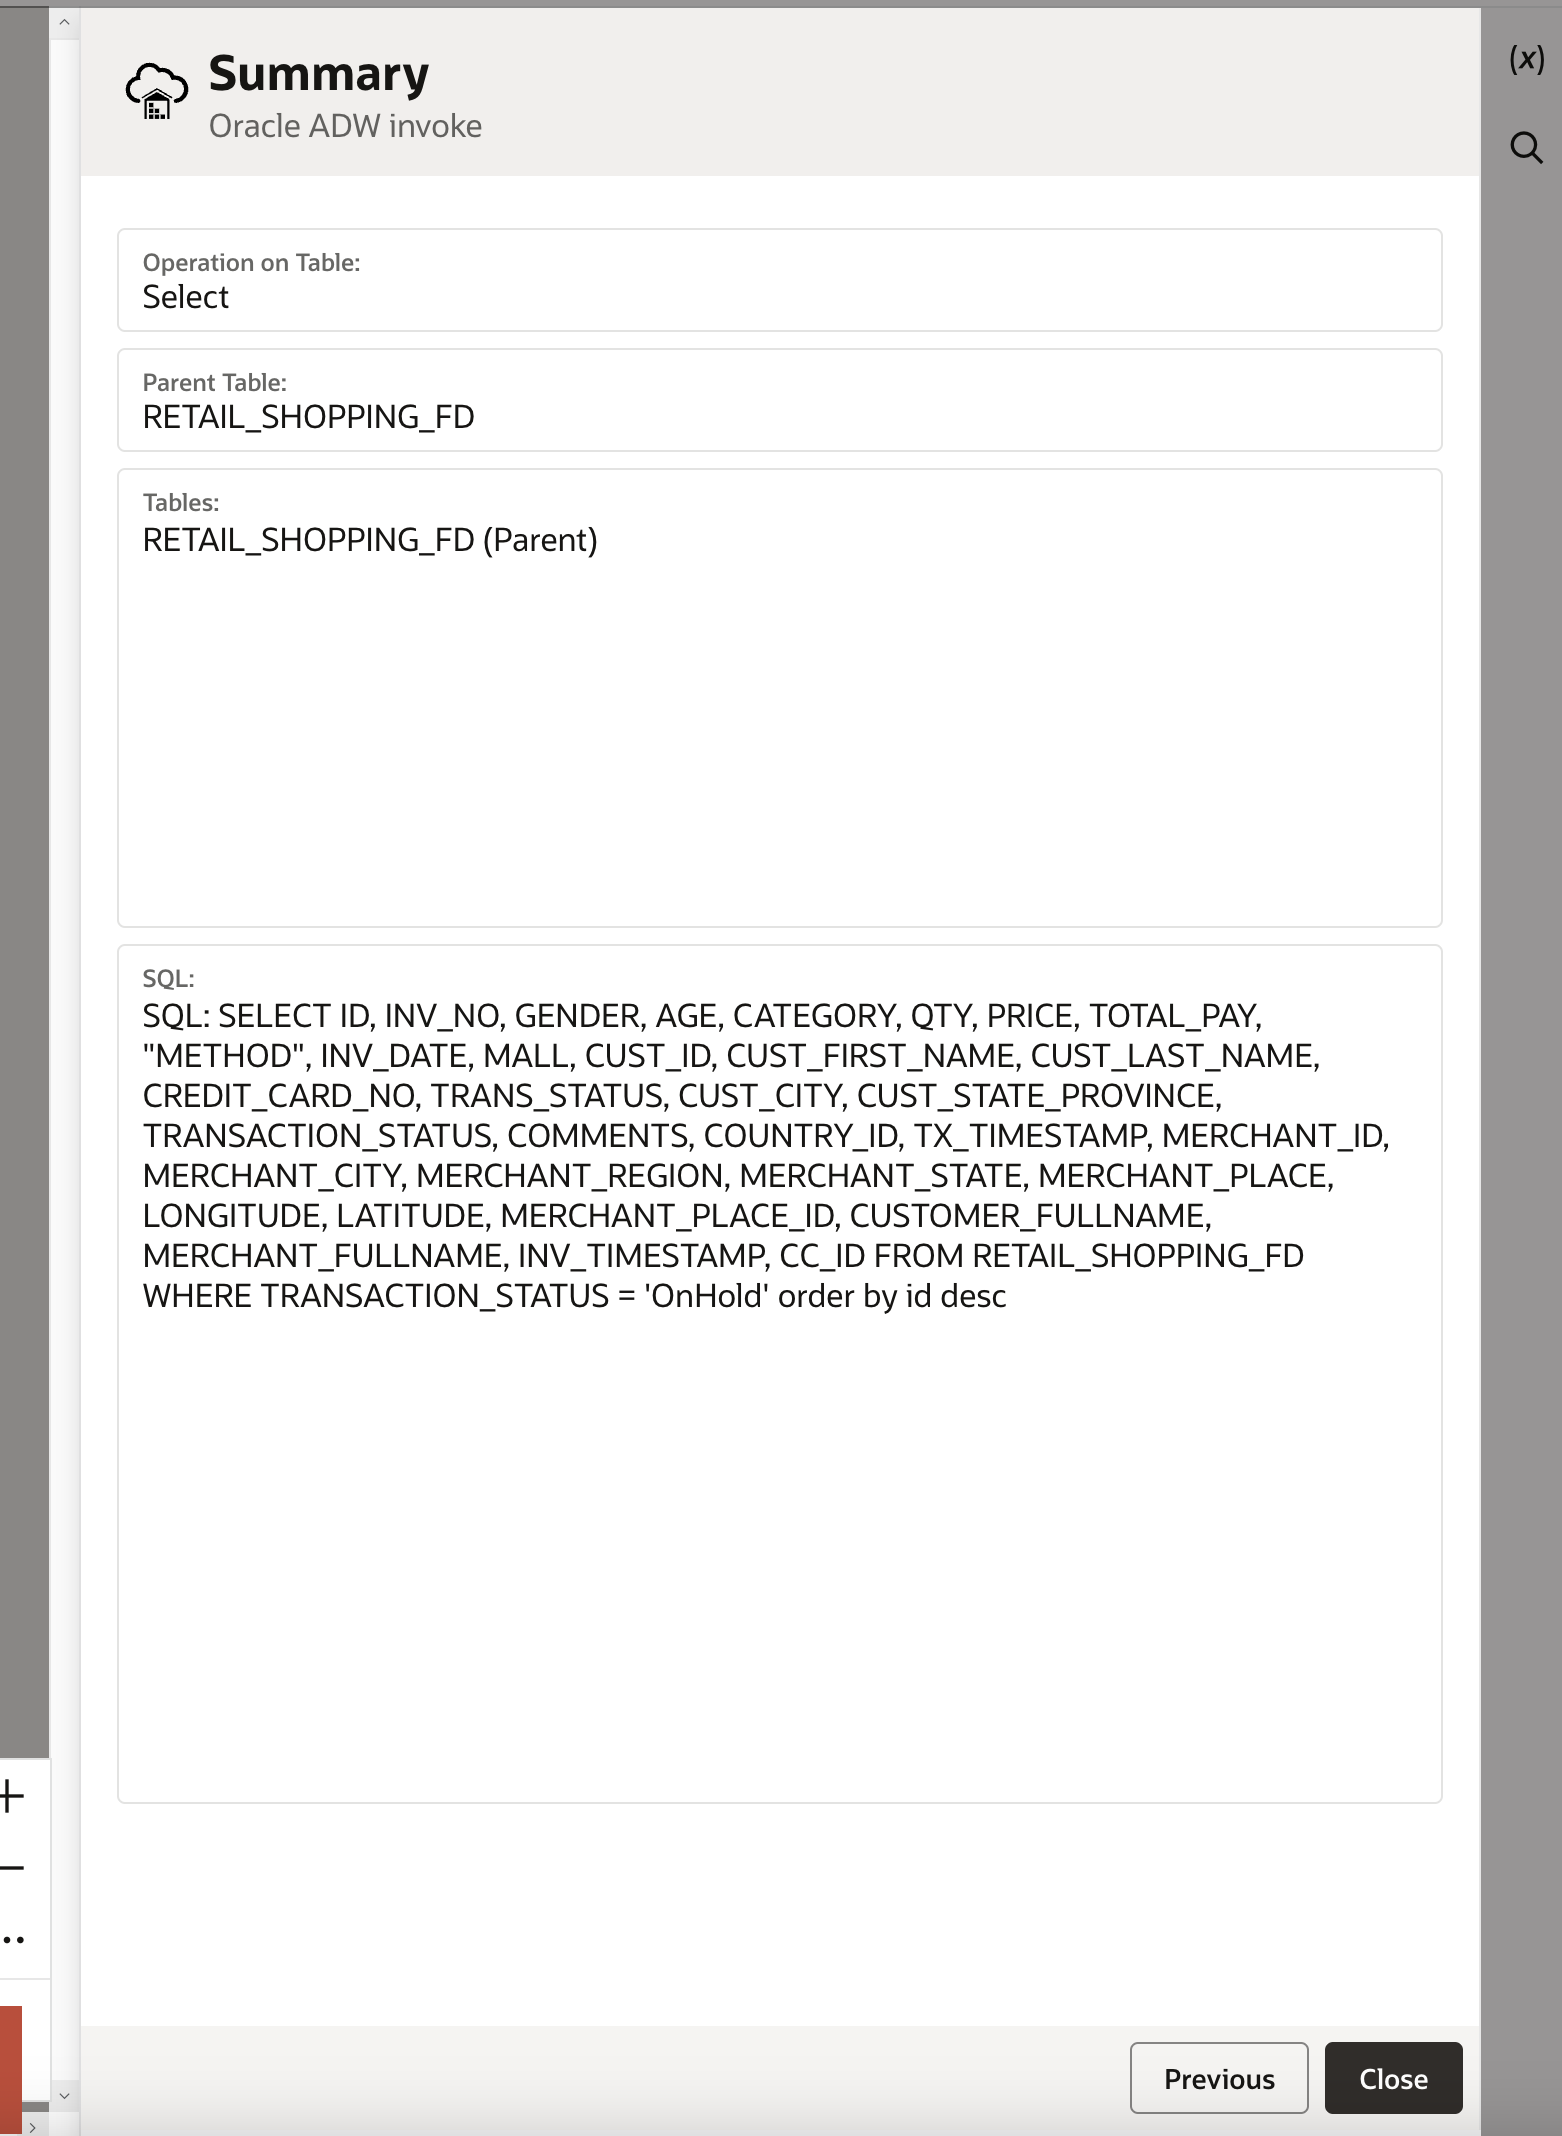 Summary
Oracle ADW invoke
(x)
Operation on Table:
Select
Parent Table:
RETAIL_SHOPPING_FD
Tables:
RETAIL_SHOPPING_FD (Parent)
SQL:
SQL: SELECT ID, INV_NO, GENDER, AGE, CATEGORY, QTY, PRICE, TOTAL_PAY,
"METHOD", INV_DATE, MALL, CUST_ID, CUST_FIRST_NAME, CUST_LAST_NAME,
CREDIT_CARD_NO, TRANS_STATUS, CUST_CITY, CUST_STATE_PROVINCE,
TRANSACTION_STATUS, COMMENTS, COUNTRY_ID, TX_TIMESTAMP, MERCHANT_ID,
MERCHANT_CITY, MERCHANT_REGION, MERCHANT_STATE, MERCHANT_PLACE,
LONGITUDE, LATITUDE, MERCHANT_PLACE_ID, CUSTOMER_FULLNAME,
MERCHANT_FULLNAME, INV_TIMESTAMP, CC_ID FROM RETAIL_SHOPPING_FD
WHERE TRANSACTION_STATUS = 'OnHold' order by id desc
Previous
Close